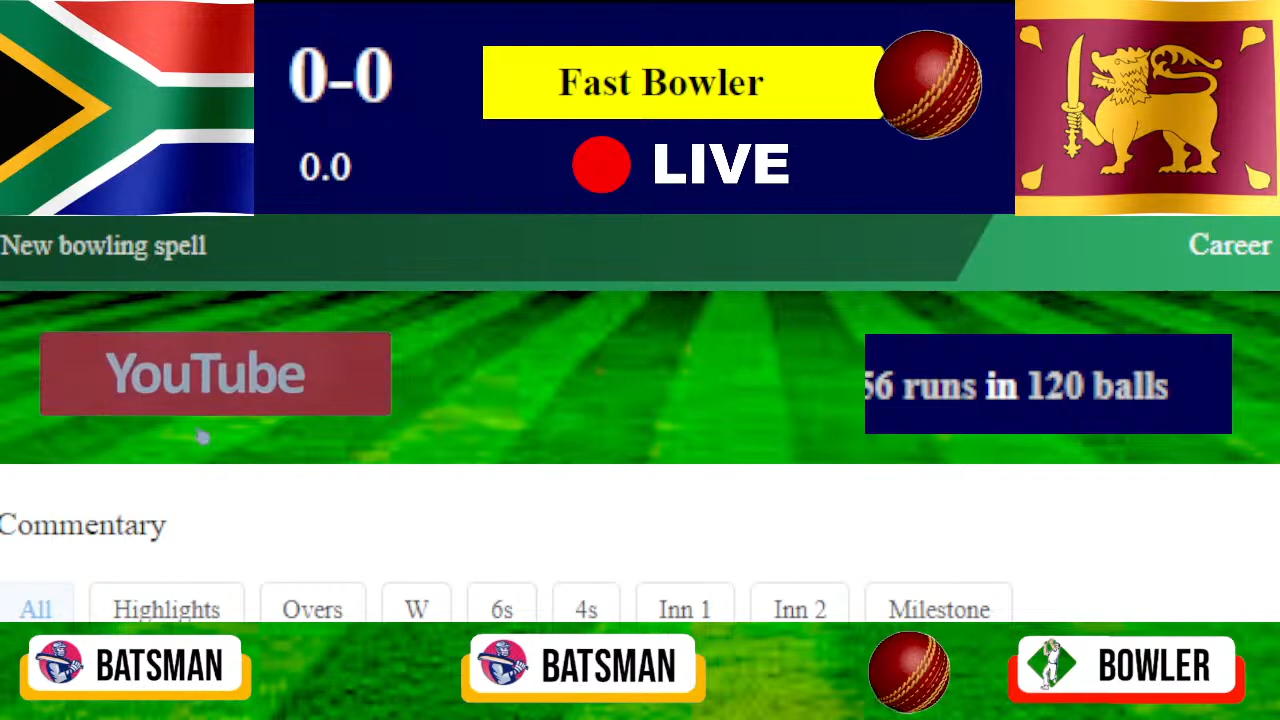 0-0
Fast Bowler
0.0
LIVE
New bowling spell
Career
YouTube
56 runs in 120 balls
Commentary
All
Highlights
Overs
W
6s
4s
Inn 1
Inn 2
Milestone
BATSMAN
BATSMAN
BOWLER